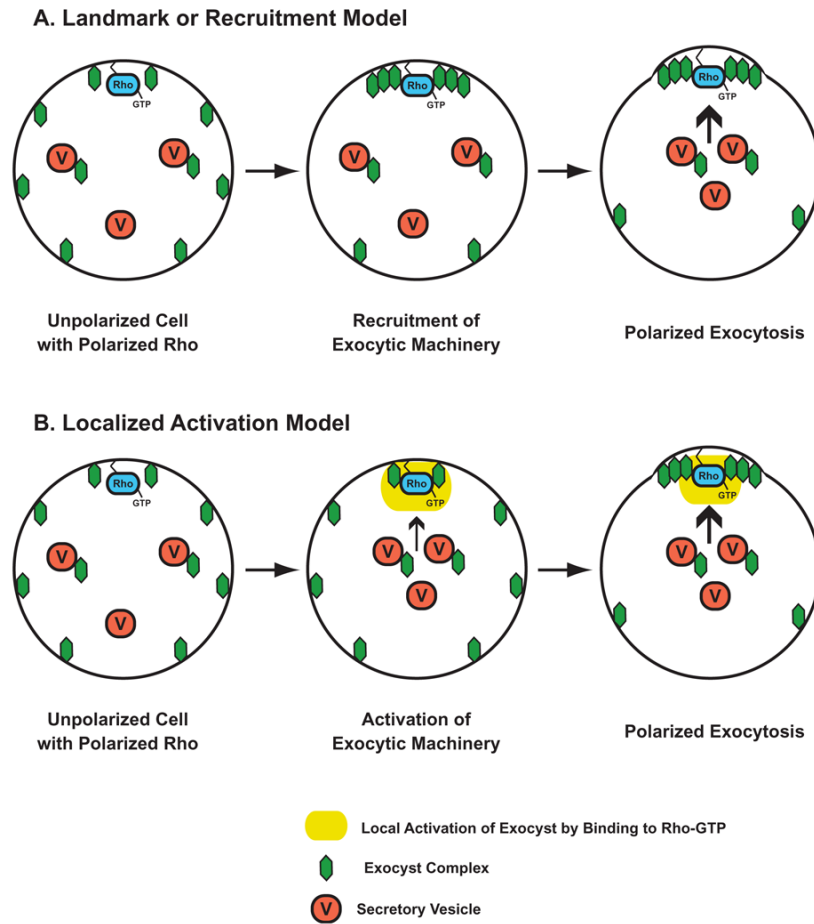 A. Landmark or Recruitment Model
Rho
GTP
V
V
V
Rho
GTP
V
V
V
Rho
GTP
V
V
V
Unpolarized Cell
with Polarized Rho
Recruitment of
Exocytic Machinery
Polarized Exocytosis
B. Localized Activation Model
Rho
GTP
V
V
V
Rho
GTP
V
V
V
Rho
GTP
V
V
V
Unpolarized Cell
with Polarized Rho
Activation of
Exocytic Machinery
Polarized Exocytosis
Local Activation of Exocyst by Binding to Rho-GTP
Exocyst Complex
V
Secretory Vesicle